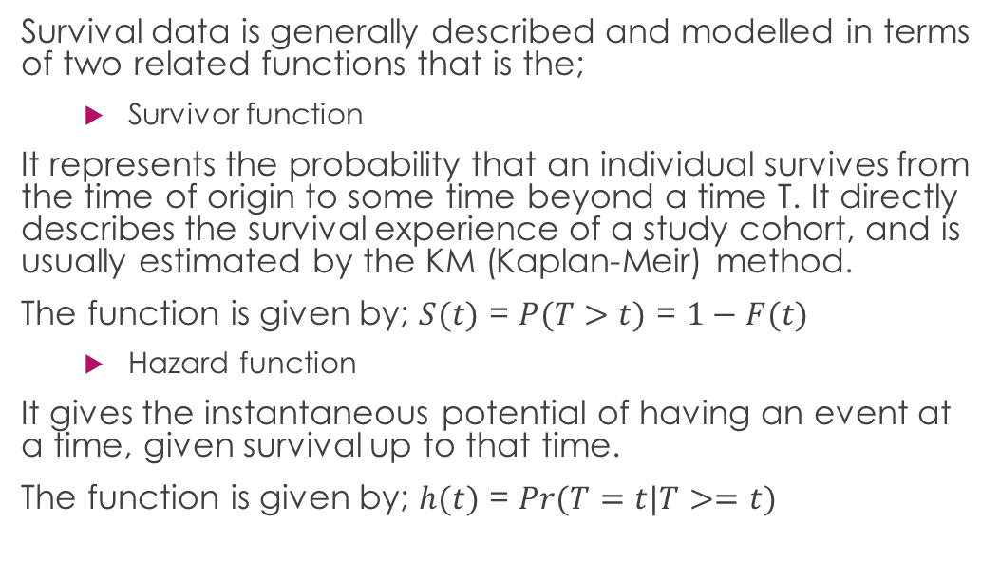 Survival data is generally described and modelled in terms
of two related functions that is the;
▶ Survivor function
It represents the probability that an individual survives from
the time of origin to some time beyond a time T. It directly
describes the survival experience of a study cohort, and is
usually estimated by the KM (Kaplan-Meir) method.
The function is given by; S(t) = P(T > t) = 1 − F(t)
▶ Hazard function
It gives the instantaneous potential of having an event at
a time, given survival up to that time.
The function is given by; h(t) = Pr(T = t|T >= t)